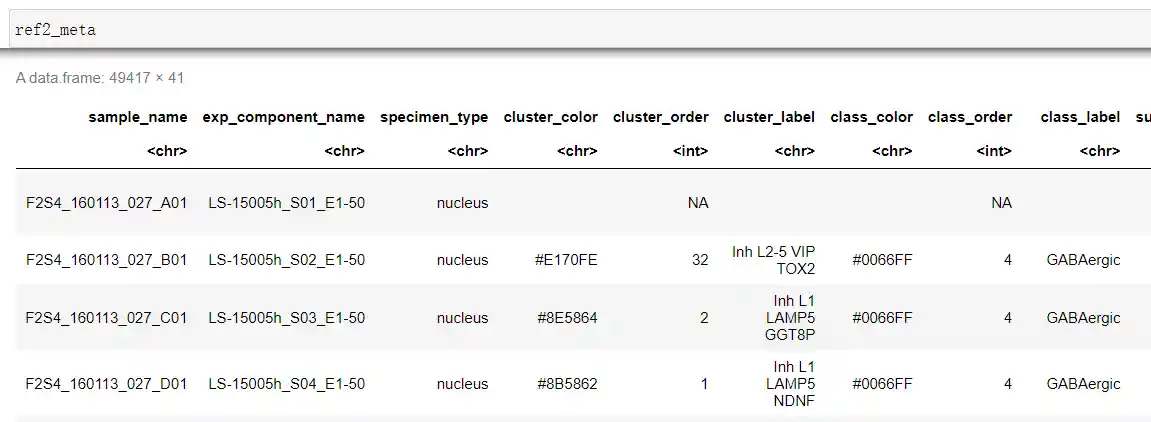 ref2_meta
A data.frame: 49417 × 41
sample_name exp_component_name specimen_type cluster_color cluster_order cluster_label class_color class_order class_label su
<chr> <chr> <chr> <chr> <int> <chr> <chr> <int> <chr>
F2S4_160113_027_A01 LS-15005h_S01_E1-50 nucleus NA NA
F2S4_160113_027_B01 LS-15005h_S02_E1-50 nucleus #E170FE 32 Inh L2-5 VIP TOX2 #0066FF 4 GABAergic
F2S4_160113_027_C01 LS-15005h_S03_E1-50 nucleus #8E5864 2 Inh L1 LAMP5 GGT8P #0066FF 4 GABAergic
F2S4_160113_027_D01 LS-15005h_S04_E1-50 nucleus #8B5862 1 Inh L1 LAMP5 NDNF #0066FF 4 GABAergic